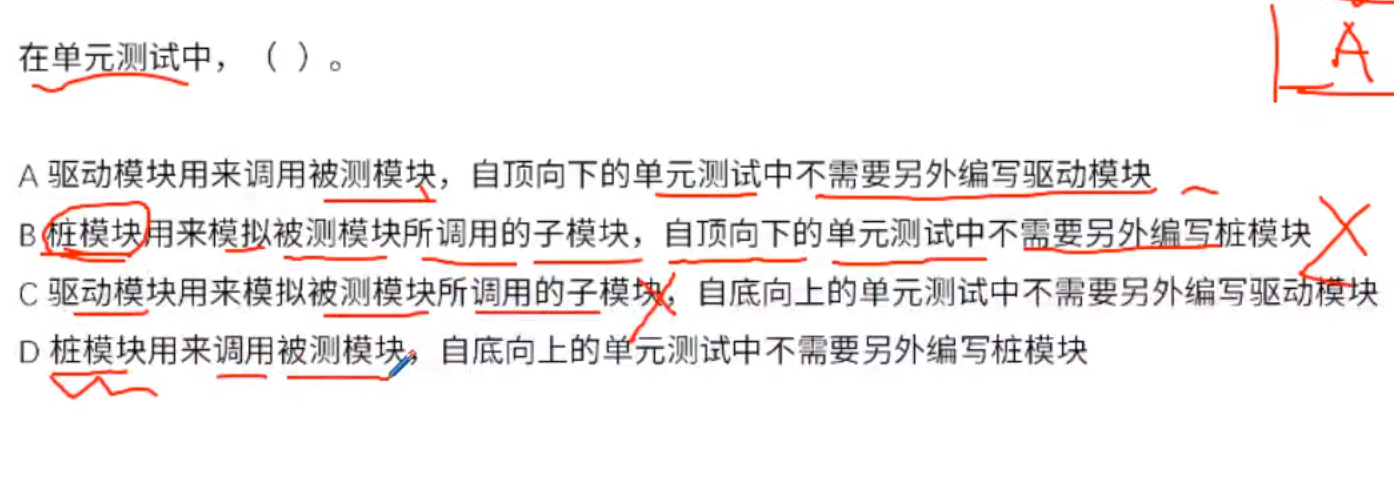 在单元测试中，（ ）。
A
A 驱动模块用来调用被测模块，自顶向下的单元测试中不需要另外编写驱动模块
B 桩模块用来模拟被测模块所调用的子模块，自顶向下的单元测试中不需要另外编写桩模块
C 驱动模块用来模拟被测模块所调用的子模块，自底向上的单元测试中不需要另外编写驱动模块
D 桩模块用来调用被测模块，自底向上的单元测试中不需要另外编写桩模块